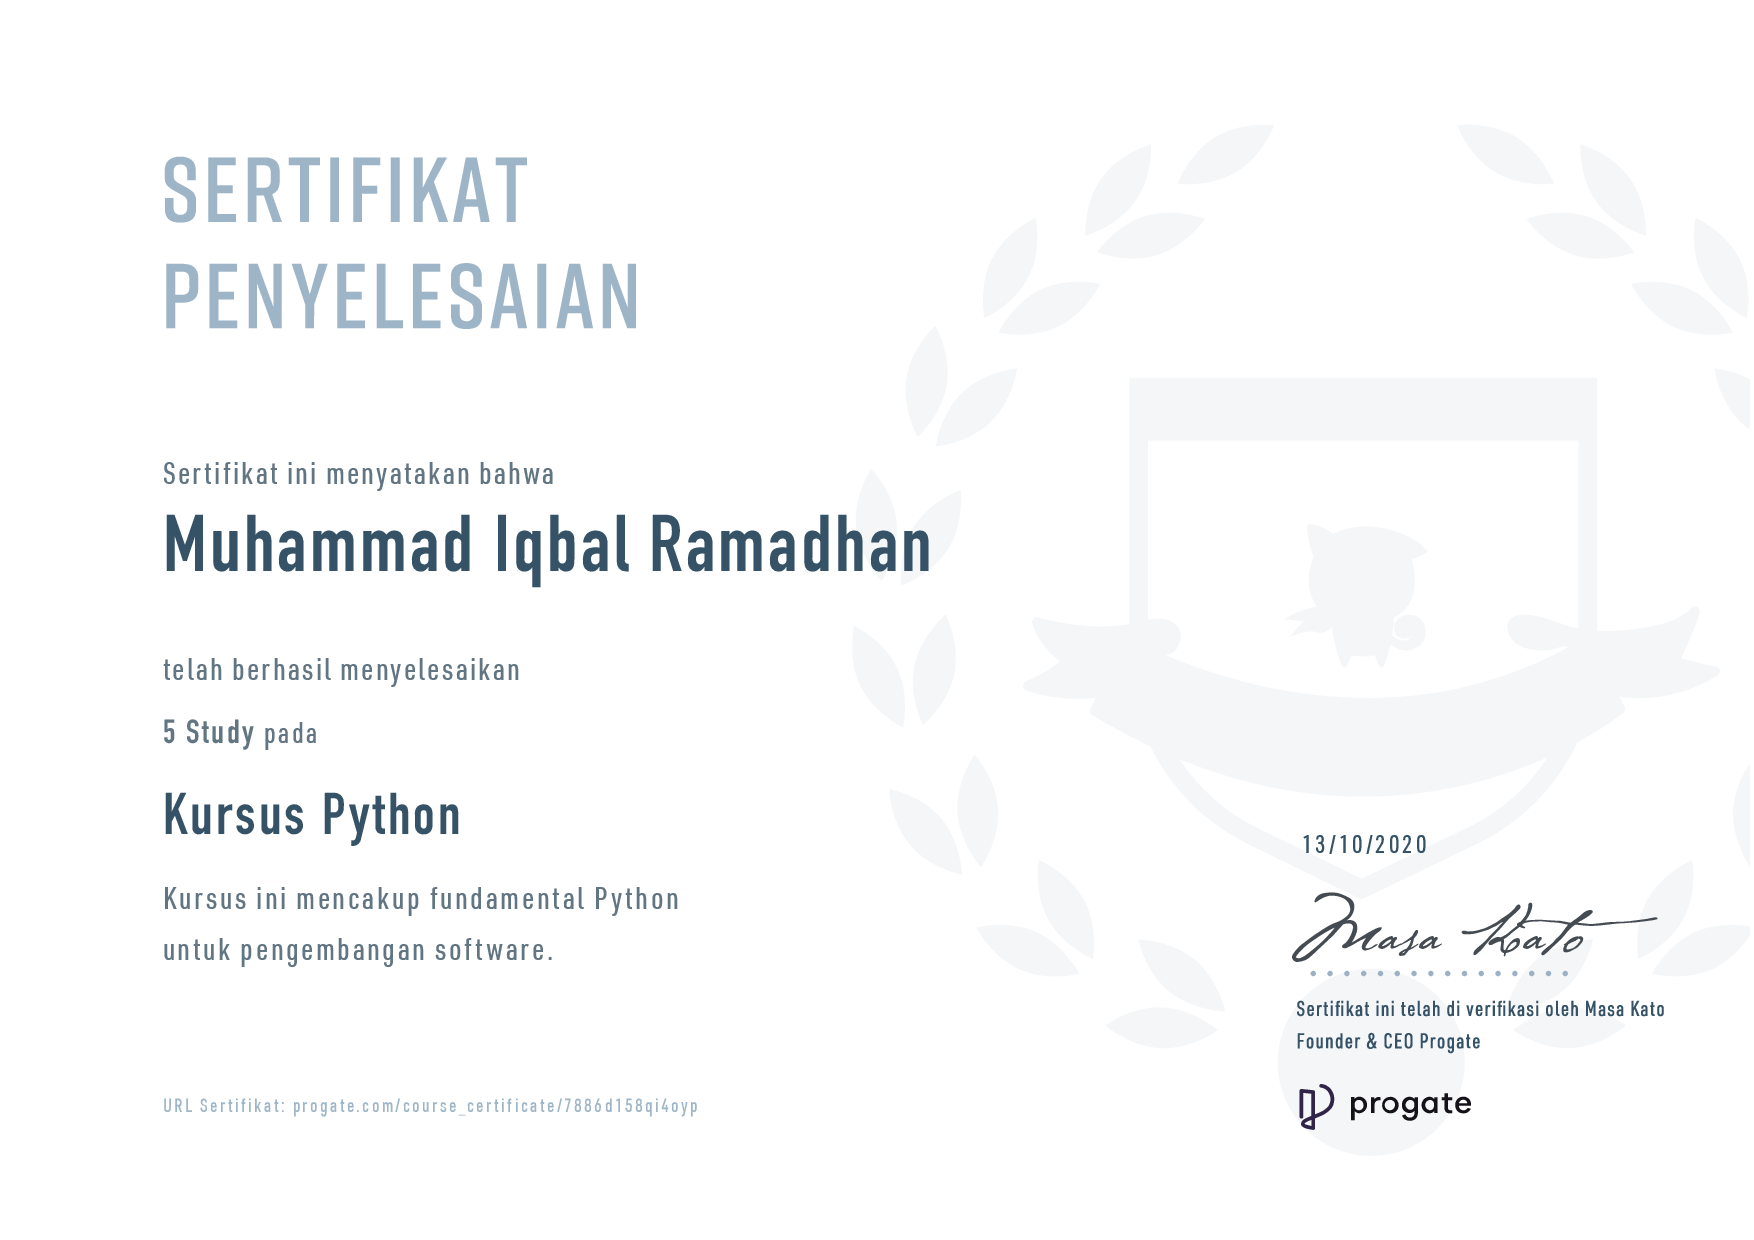 SERTIFIKAT
PENYELESAIAN
Sertifikat ini menyatakan bahwa
Muhammad Iqbal Ramadhan
telah berhasil menyelesaikan
5 Study pada
Kursus Python
Kursus ini mencakup fundamental Python
untuk pengembangan software.
13/10/2020
Masa Kato
Sertifikat ini telah di verifikasi oleh Masa Kato
Founder & CEO Progate
progate
URL Sertifikat: progate.com/course_certificate/7886d158qi4oyp